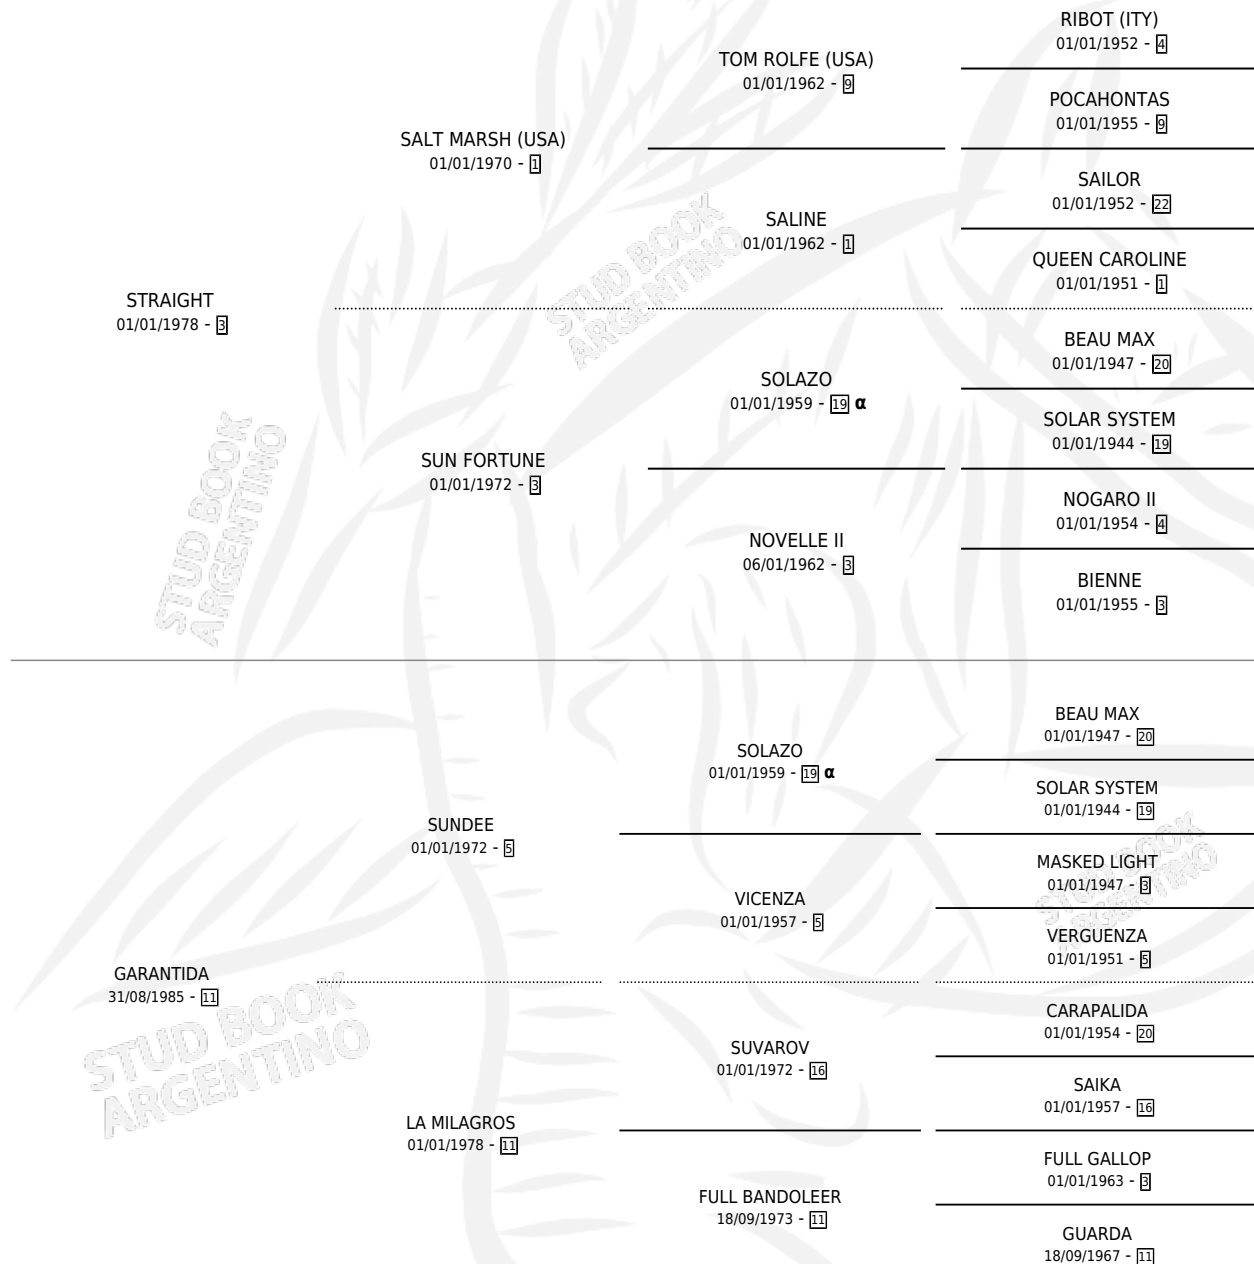 RIBOT (ITY)
01/01/1952 - 4
TOM ROLFE (USA)
01/01/1962 - 9
POCAHONTAS
01/01/1955 - 9
SALT MARSH (USA)
01/01/1970 - 1
SAILOR
01/01/1952 - 22
SALINE
01/01/1962 - 1
QUEEN CAROLINE
01/01/1951 - 1
STRAIGHT
01/01/1978 - 3
BEAU MAX
01/01/1947 - 20
SOLAZO
01/01/1959 - 19 α
SOLAR SYSTEM
01/01/1944 - 19
SUN FORTUNE
01/01/1972 - 3
NOGARO II
01/01/1954 - 4
NOVELLE II
06/01/1962 - 3
BIENNE
01/01/1955 - 3
BEAU MAX
01/01/1947 - 20
SOLAZO
01/01/1959 - 19 α
SOLAR SYSTEM
01/01/1944 - 19
SUNDEE
01/01/1972 - 5
MASKED LIGHT
01/01/1947 - 3
VICENZA
01/01/1957 - 5
VERGUENZA
01/01/1951 - 5
GARANTIDA
31/08/1985 - 11
CARAPALIDA
01/01/1954 - 20
SUVAROV
01/01/1972 - 16
SAIKA
01/01/1957 - 16
LA MILAGROS
01/01/1978 - 11
FULL GALLOP
01/01/1963 - 3
FULL BANDOLEER
18/09/1973 - 11
GUARDA
18/09/1967 - 11
STUD BOOK
ARGENTINO
STUD BOOK
ARGENTINO
STUD BOOK
ARGENTINO
STUD BOOK
ARGENTINO